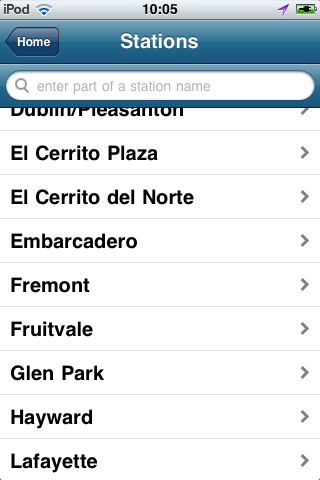 iPod 10:05
Home Stations
enter part of a station name
Dublin/Pleasanton
El Cerrito Plaza
El Cerrito del Norte
Embarcadero
Fremont
Fruitvale
Glen Park
Hayward
Lafayette